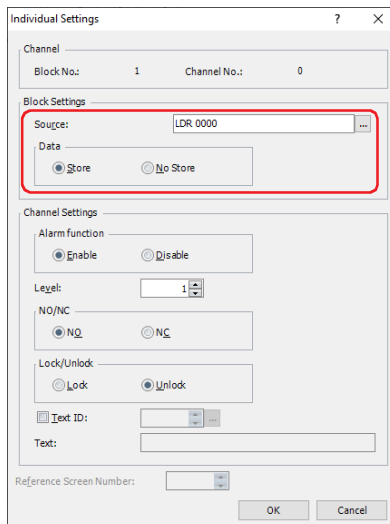 Individual Settings ? X
Channel
Block No.: 1 Channel No.: 0
Block Settings
Source: LDR 0000 ...
Data
Store No Store
Channel Settings
Alarm function
Enable Disable
Level: 1
NO/NC
NO NC
Lock/Unlock
Lock Unlock
Text ID: ...
Text:
Reference Screen Number:
OK Cancel